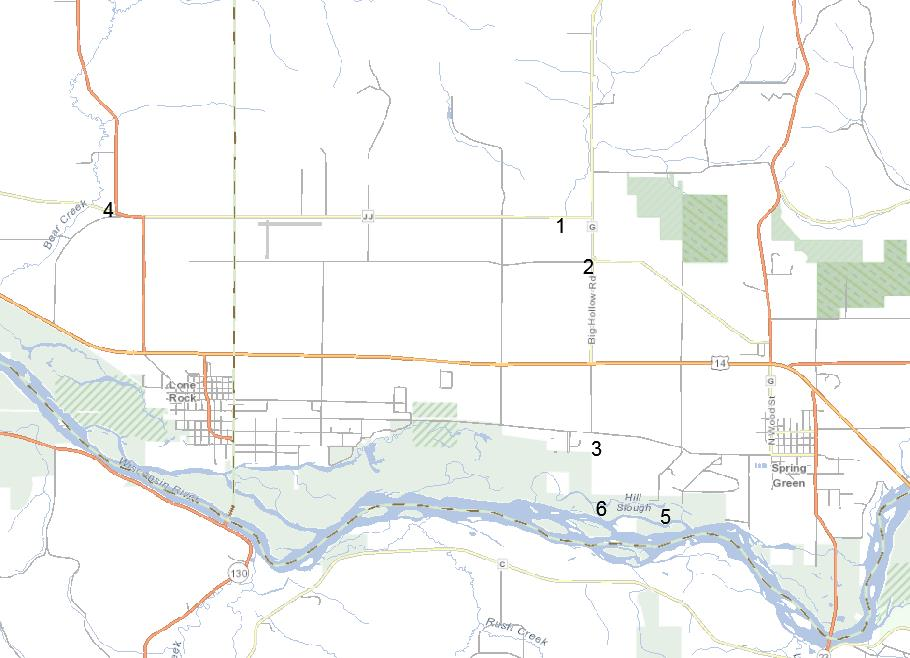 4
Bear Creek
JJ
1
G
2
Big Hollow Rd
14
G
Lone
Rock
N Wood St
3
Spring
Green
Wisconsin River
Hill
Slough
6
5
130
C
Rush Creek
23